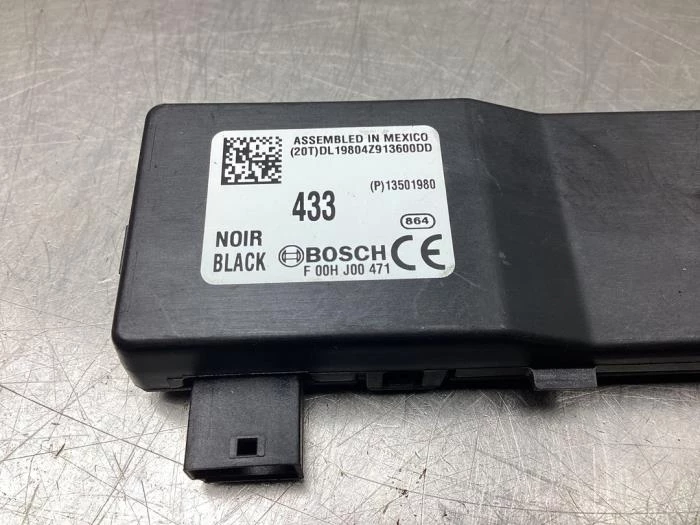 ASSEMBLED IN MEXICO
(20T)DL19804Z913600DD
(P)13501980
433
864
NOIR
BLACK
BOSCH CE
F 00H J00 471